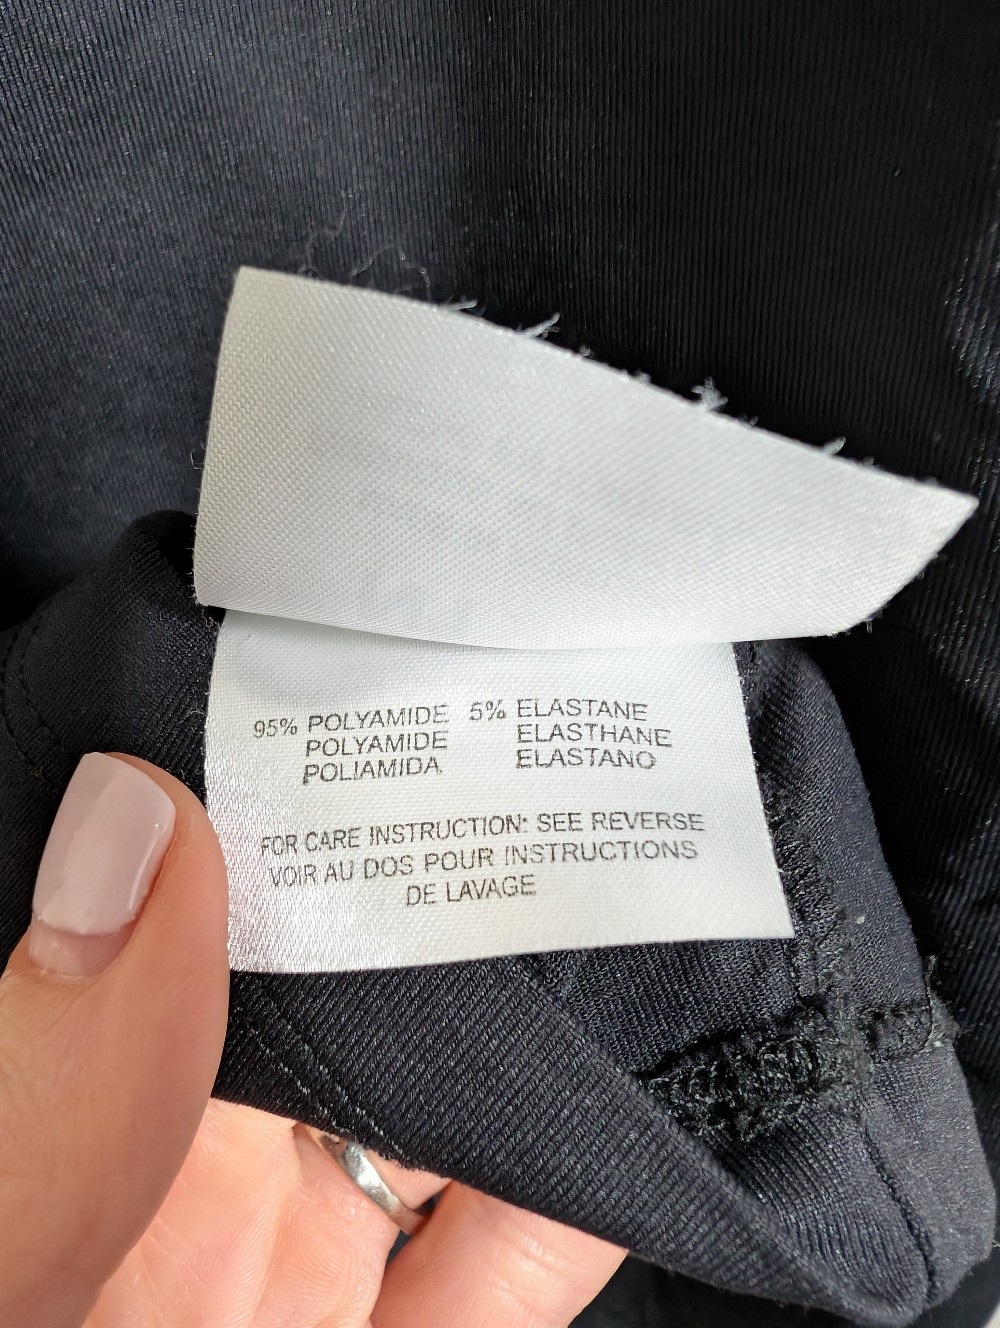 95% POLYAMIDE 5% ELASTANE
POLYAMIDE ELASTHANE
POLIAMIDA ELASTANO
FOR CARE INSTRUCTION: SEE REVERSE
VOIR AU DOS POUR INSTRUCTIONS
DE LAVAGE